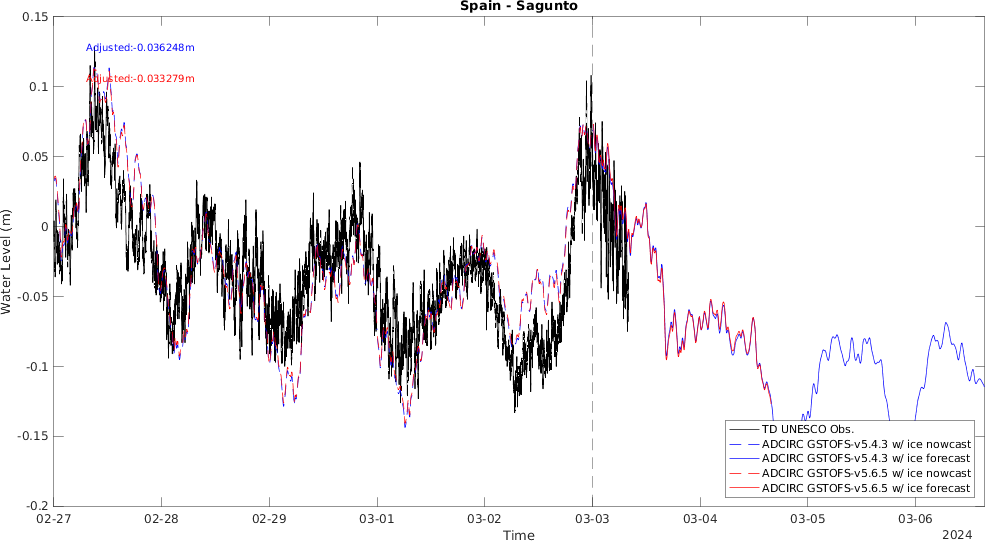 Spain - Sagunto
0.15
0.1
0.05
0
-0.05
-0.1
-0.15
-0.2
Water Level (m)
Adjusted:-0.036248m
Adjusted:-0.033279m
TD UNESCO Obs.
ADCIRC GSTOFS-v5.4.3 w/ ice nowcast
ADCIRC GSTOFS-v5.4.3 w/ ice forecast
ADCIRC GSTOFS-v5.6.5 w/ ice nowcast
ADCIRC GSTOFS-v5.6.5 w/ ice forecast
02-27 02-28 02-29 03-01 03-02 03-03 03-04 03-05 03-06
Time
2024